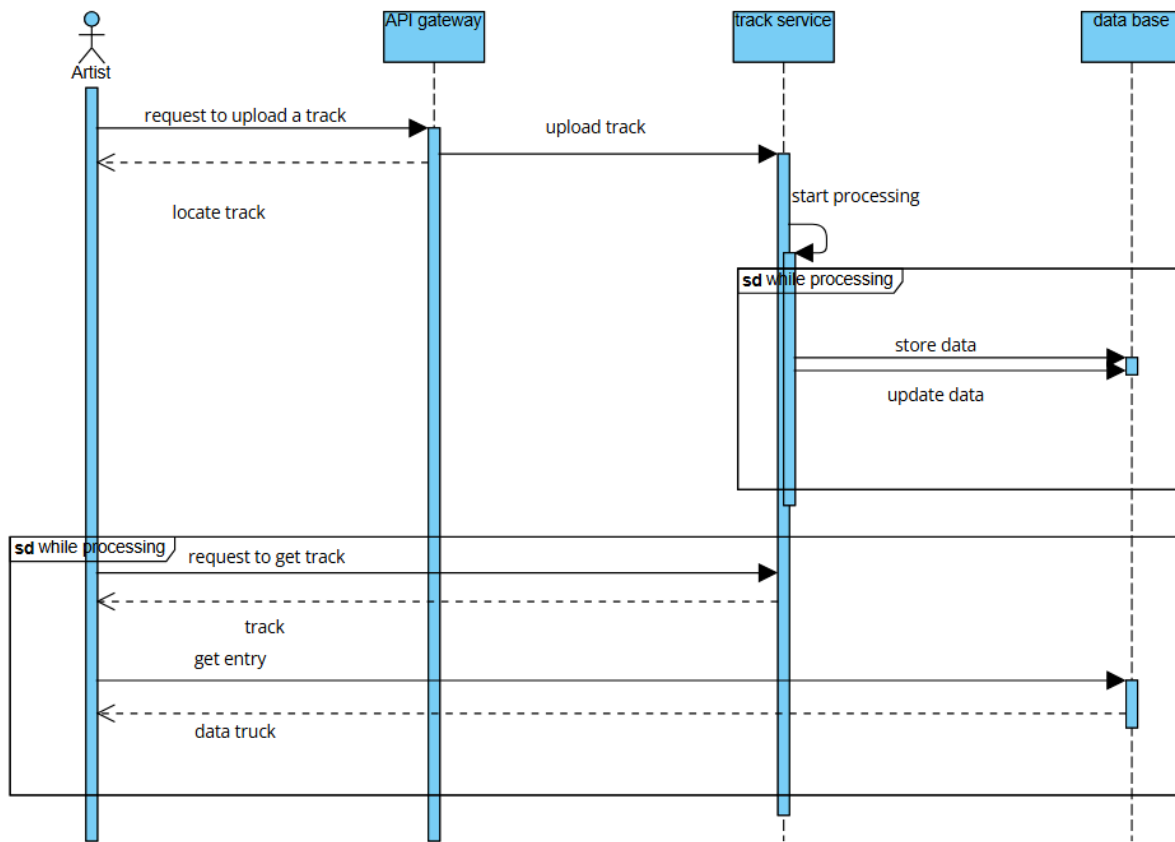 API gateway
track service
data base
Artist
request to upload a track
upload track
locate track
start processing
sd while processing
store data
update data
sd while processing
request to get track
track
get entry
data truck